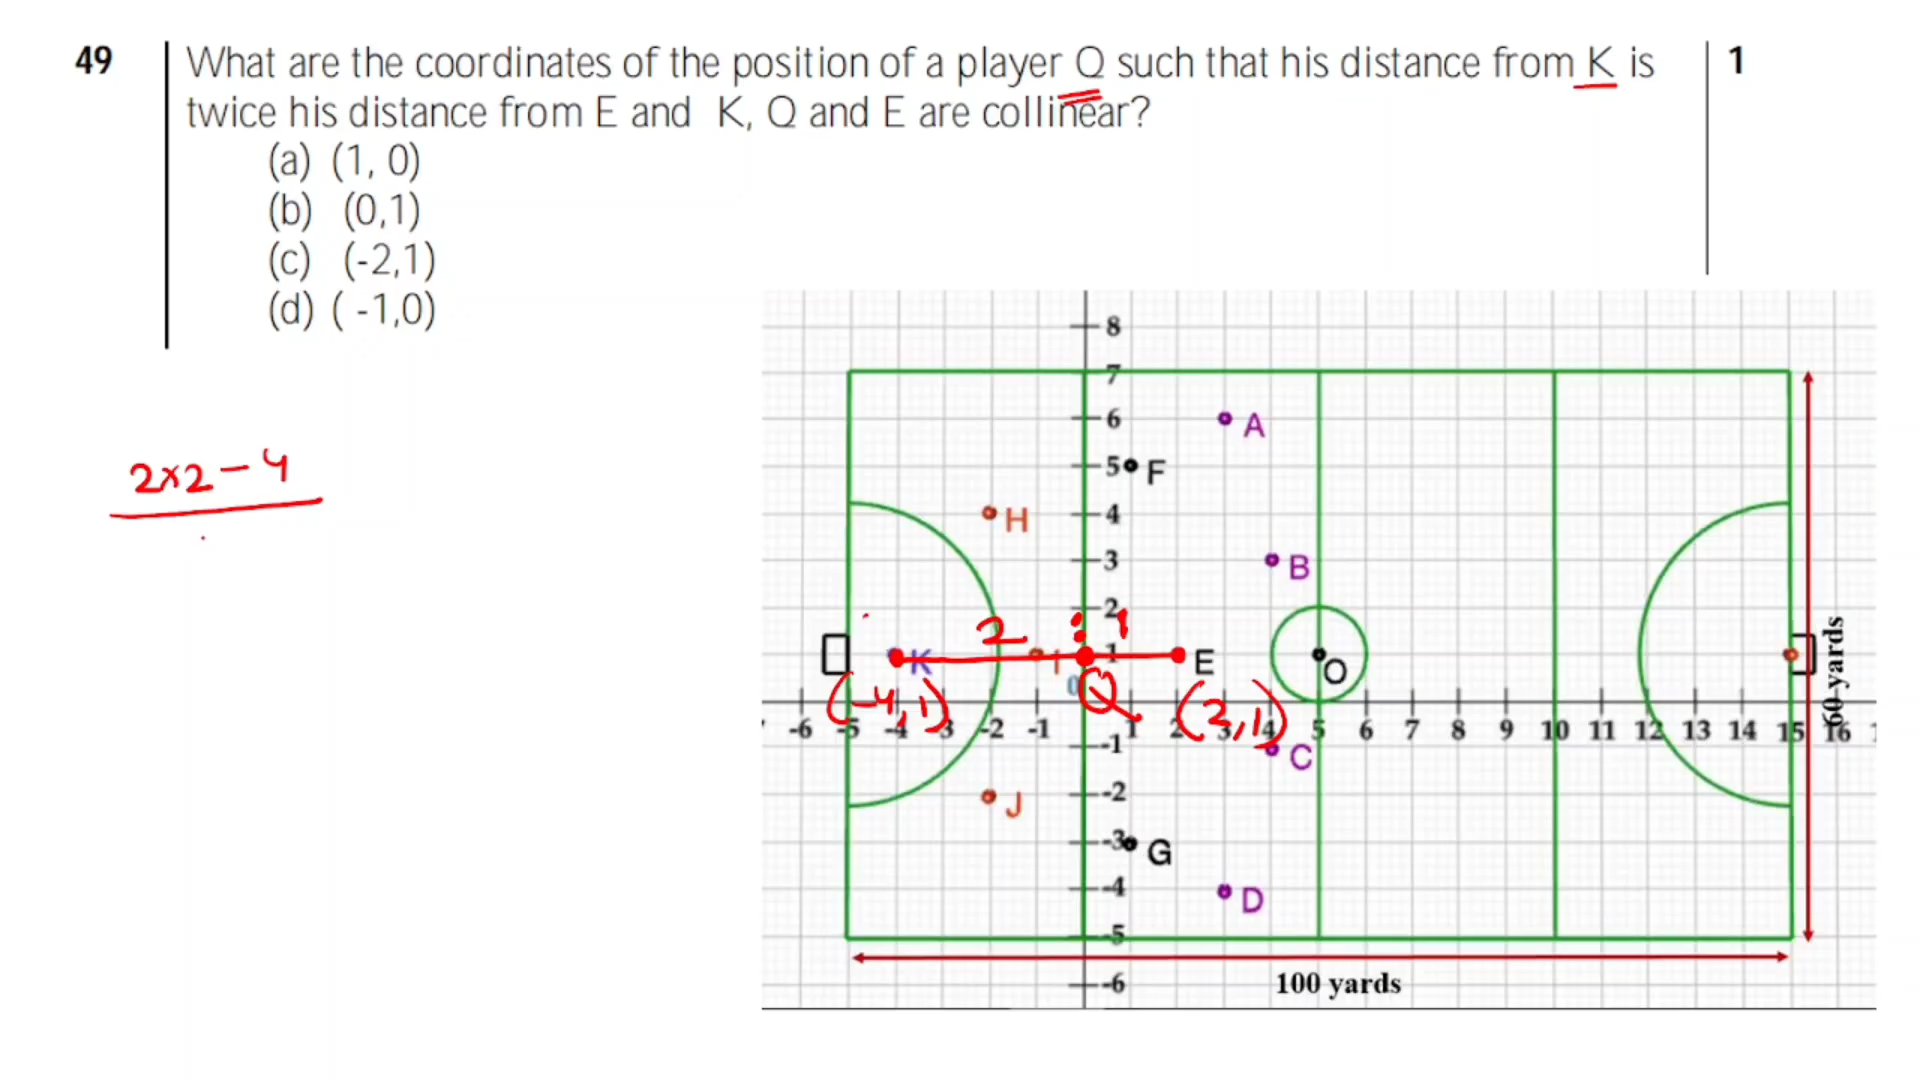 49 What are the coordinates of the position of a player Q such that his distance from K is 1
twice his distance from E and K, Q and E are collinear?
(a) (1, 0)
(b) (0,1)
(c) (-2,1)
(d) ( -1,0)
8
7
6 A
2×2-4
5 F
H 4
3 B
2
2 : 1
K I 1 E O
0 Q
(-4,1) (2,1)
-6 -5 -4 -3 -2 -1 1 2 3 4 5 6 7 8 9 10 11 12 13 14 15 16
-1 C
-2
J
-3 G
-4 D
-5
60 yards
100 yards
-6